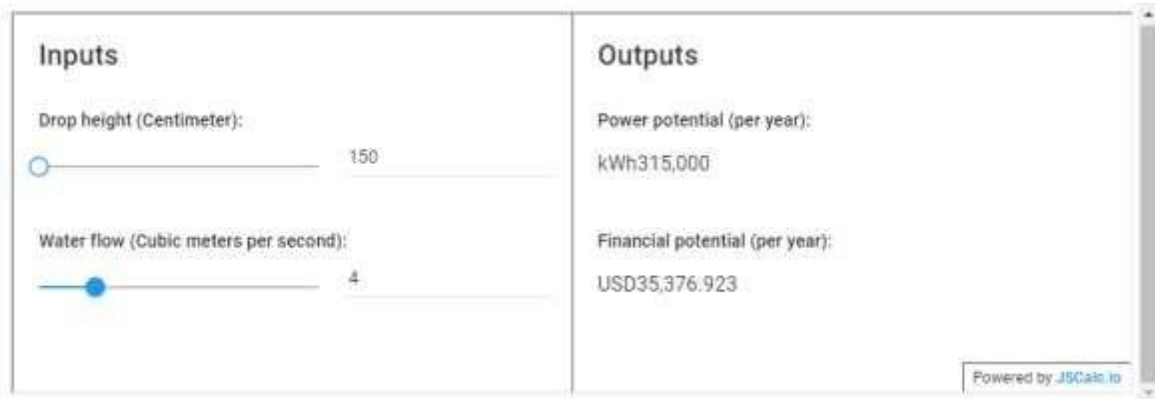 Inputs
Drop height (Centimeter):
150
Water flow (Cubic meters per second):
4
Outputs
Power potential (per year):
kWh315,000
Financial potential (per year):
USD35,376.923
Powered by JSCalc.io